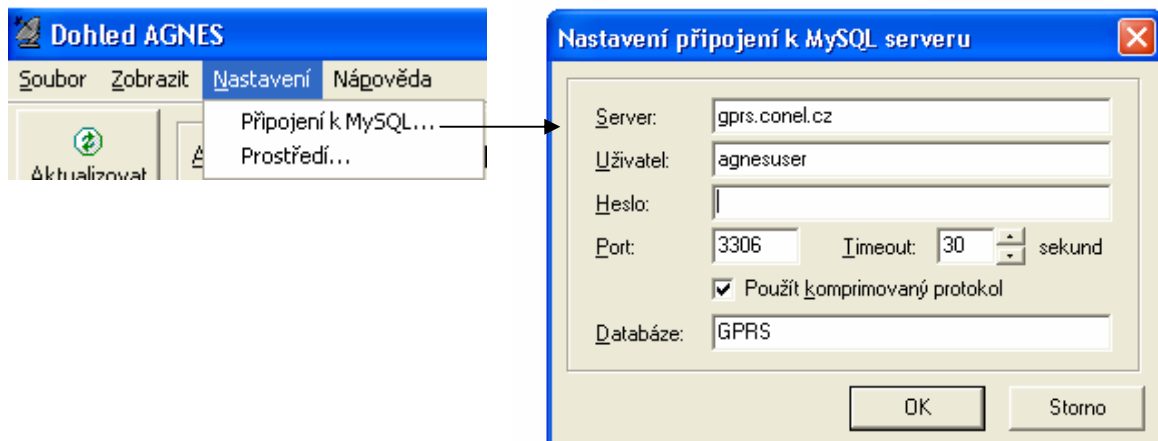 Dohled AGNES
Soubor Zobrazit Nastavení Nápověda
Připojení k MySQL...
Prostředí...
Aktualizovat
A
Nastavení připojení k MySQL serveru
Server: gprs.conel.cz
Uživatel: agnesuser
Heslo:
Port: 3306 Timeout: 30 sekund
Použít komprimovaný protokol
Databáze: GPRS
OK Storno